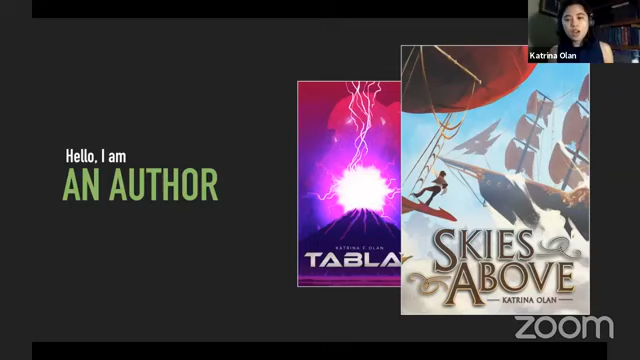 Katrina Olan
Hello, I am
AN AUTHOR
KATRINA F OLAN
TABLA
SKIES
ABOVE
KATRINA OLAN
zoom